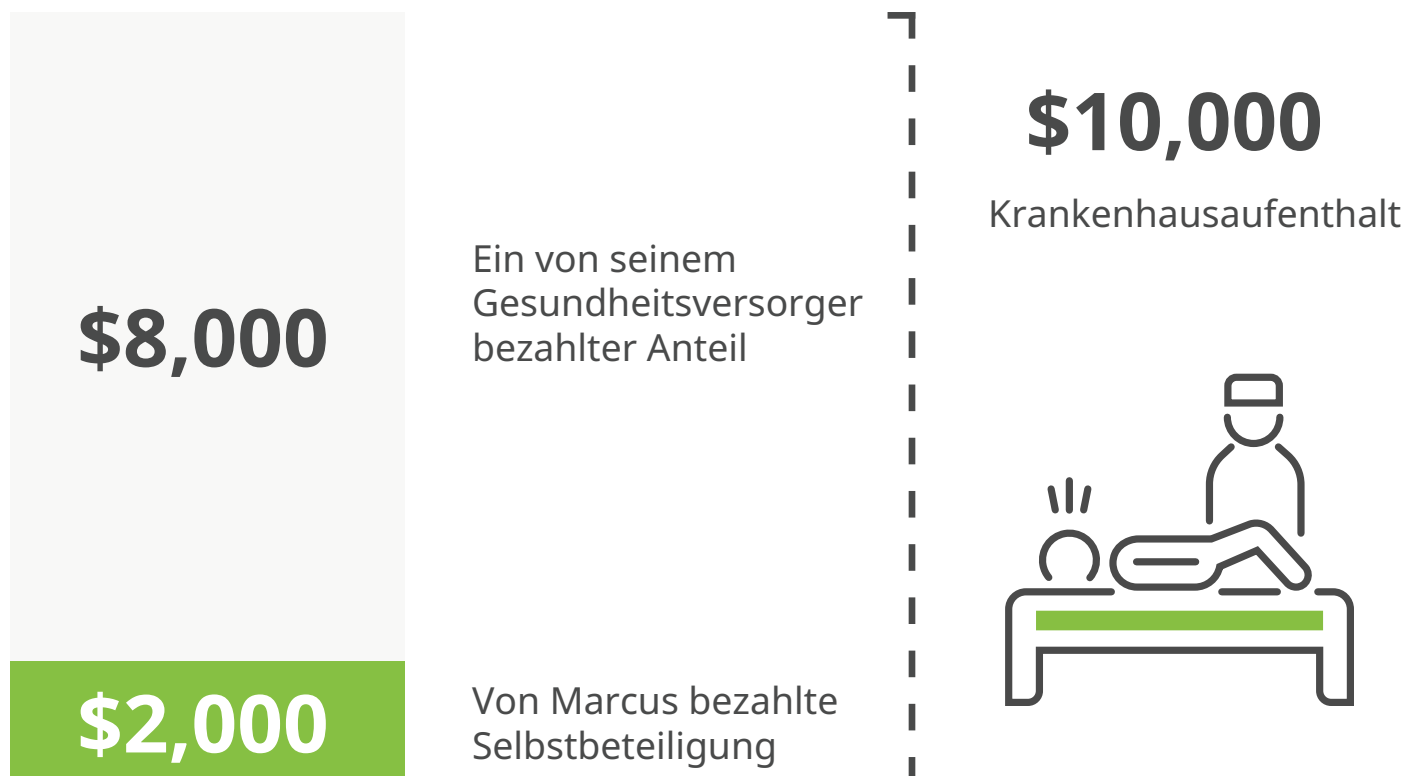 $8,000
Ein von seinem
Gesundheitsversorger
bezahlter Anteil
$10,000
Krankenhausaufenthalt
$2,000
Von Marcus bezahlte
Selbstbeteiligung